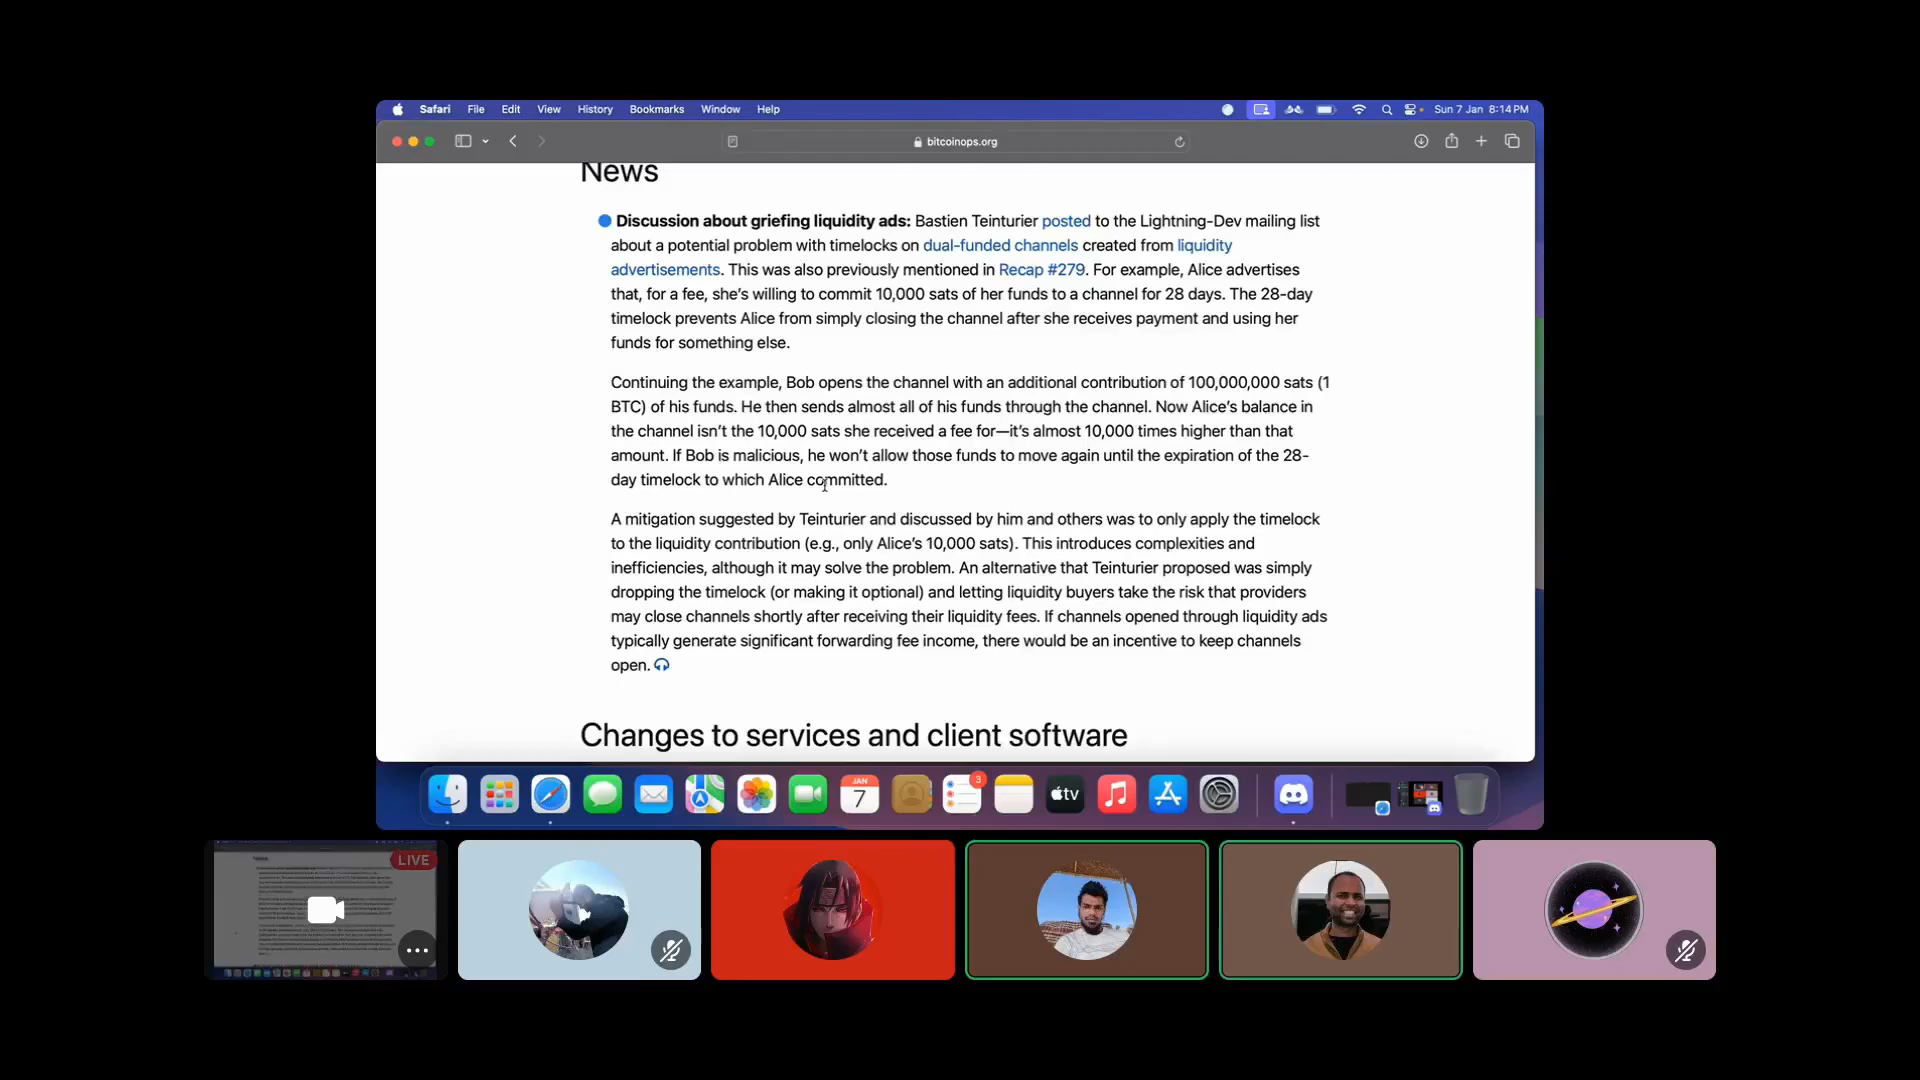 Safari File Edit View History Bookmarks Window Help Sun 7 Jan 8:14 PM
bitcoinops.org
News
Discussion about griefing liquidity ads: Bastien Teinturier posted to the Lightning-Dev mailing list
about a potential problem with timelocks on dual-funded channels created from liquidity
advertisements. This was also previously mentioned in Recap #279. For example, Alice advertises
that, for a fee, she’s willing to commit 10,000 sats of her funds to a channel for 28 days. The 28-day
timelock prevents Alice from simply closing the channel after she receives payment and using her
funds for something else.
Continuing the example, Bob opens the channel with an additional contribution of 100,000,000 sats (1
BTC) of his funds. He then sends almost all of his funds through the channel. Now Alice’s balance in
the channel isn’t the 10,000 sats she received a fee for—it’s almost 10,000 times higher than that
amount. If Bob is malicious, he won’t allow those funds to move again until the expiration of the 28-
day timelock to which Alice committed.
A mitigation suggested by Teinturier and discussed by him and others was to only apply the timelock
to the liquidity contribution (e.g., only Alice’s 10,000 sats). This introduces complexities and
inefficiencies, although it may solve the problem. An alternative that Teinturier proposed was simply
dropping the timelock (or making it optional) and letting liquidity buyers take the risk that providers
may close channels shortly after receiving their liquidity fees. If channels opened through liquidity ads
typically generate significant forwarding fee income, there would be an incentive to keep channels
open.
Changes to services and client software
JAN
7
3
tv
LIVE